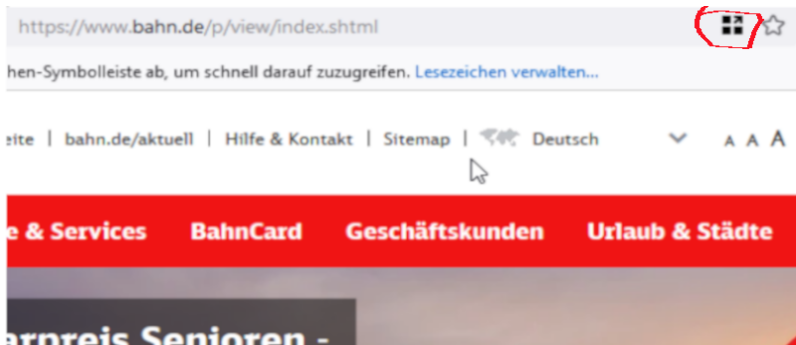 https://www.bahn.de/p/view/index.shtml
hen-Symbolleiste ab, um schnell darauf zuzugreifen. Lesezeichen verwalten...
eite | bahn.de/aktuell | Hilfe & Kontakt | Sitemap | Deutsch A A A
e & Services BahnCard Geschäftskunden Urlaub & Städte
arpreis Senioren -